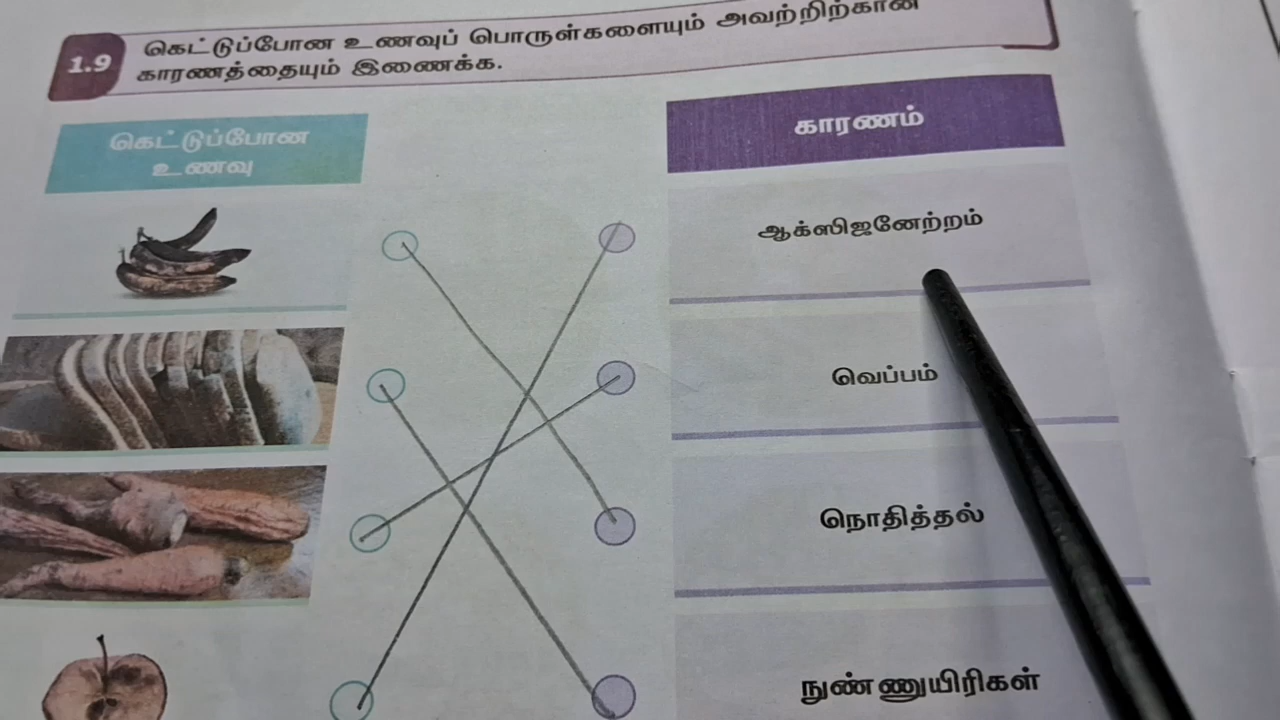 1.9 கெட்டுப்போன உணவுப் பொருள்களையும் அவற்றிற்கான
காரணத்தையும் இணைக்க.
கெட்டுப்போன
உணவு
காரணம்
ஆக்ஸிஜனேற்றம்
வெப்பம்
நொதித்தல்
நுண்ணுயிரிகள்